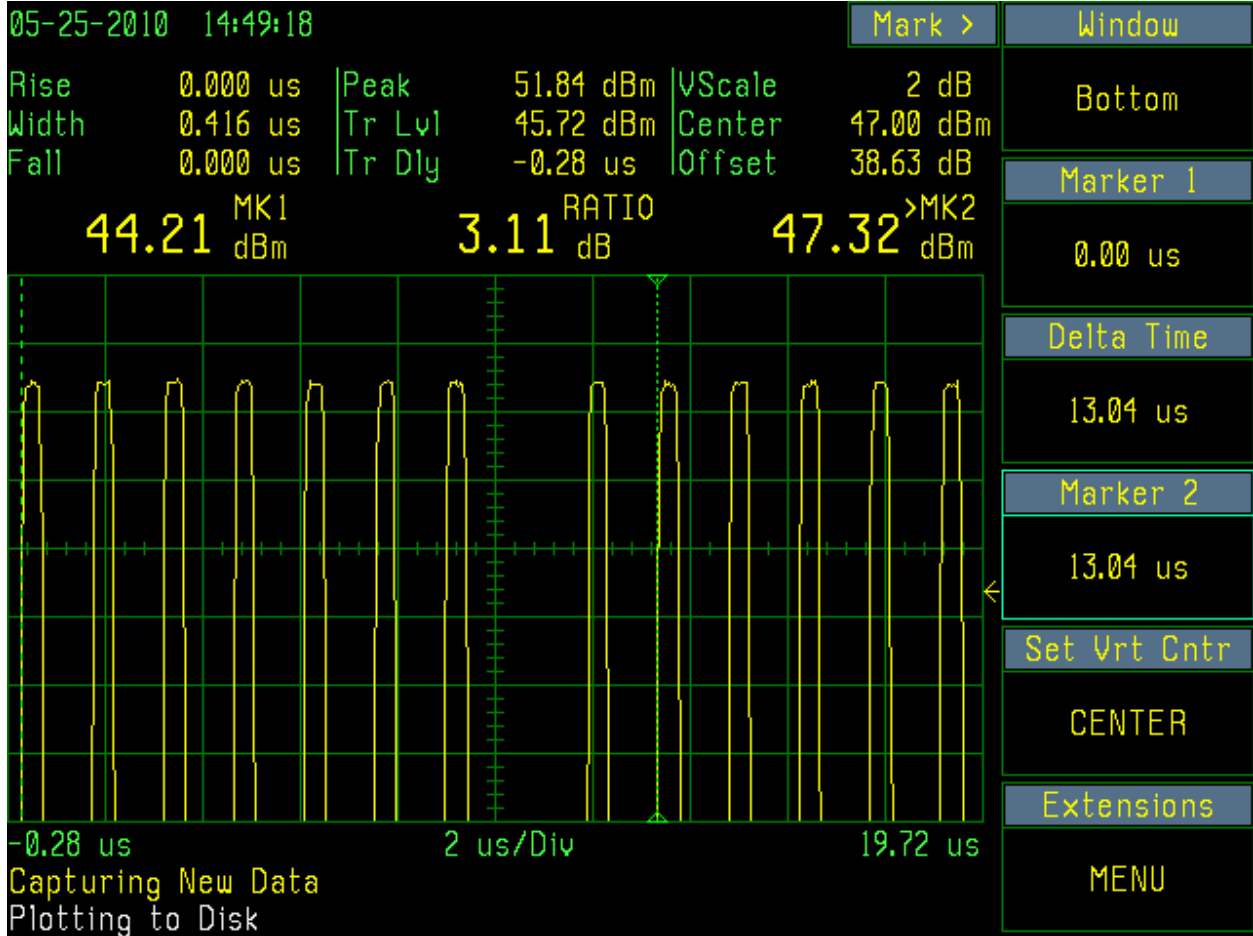 05-25-2010 14:49:18 Mark > Window
Rise 0.000 us Peak 51.84 dBm VScale 2 dB
Bottom
Width 0.416 us Tr Lvl 45.72 dBm Center 47.00 dBm
Fall 0.000 us Tr Dly -0.28 us Offset 38.63 dB
Marker 1
44.21 MK1 dBm 3.11 RATIO dB 47.32 >MK2 dBm
0.00 us
Delta Time
13.04 us
Marker 2
13.04 us
Set Vrt Cntr
CENTER
Extensions
-0.28 us 2 us/Div 19.72 us
Capturing New Data
MENU
Plotting to Disk